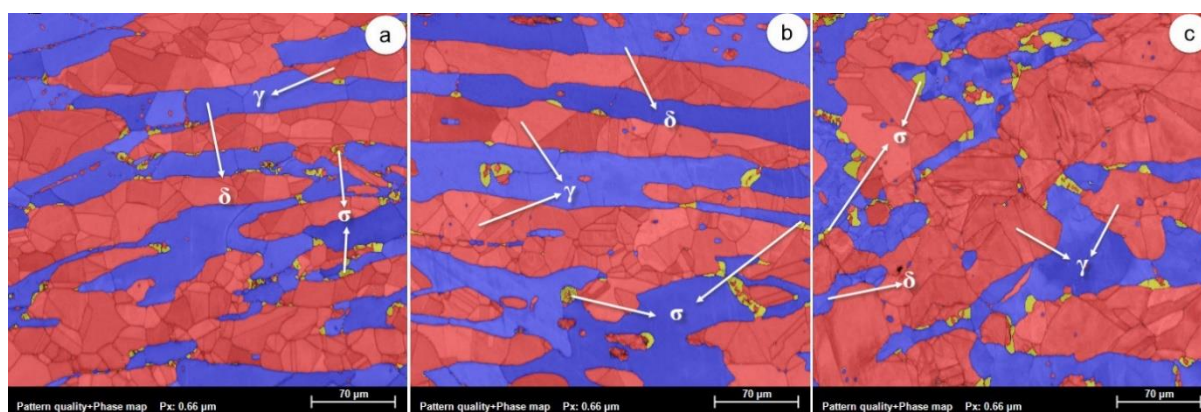 a
γ
δ
σ
Pattern quality+Phase map Px: 0.66 μm 70 μm
b
δ
γ
σ
Pattern quality+Phase map Px: 0.66 μm 70 μm
c
σ
γ
δ
Pattern quality+Phase map Px: 0.66 μm 70 μm